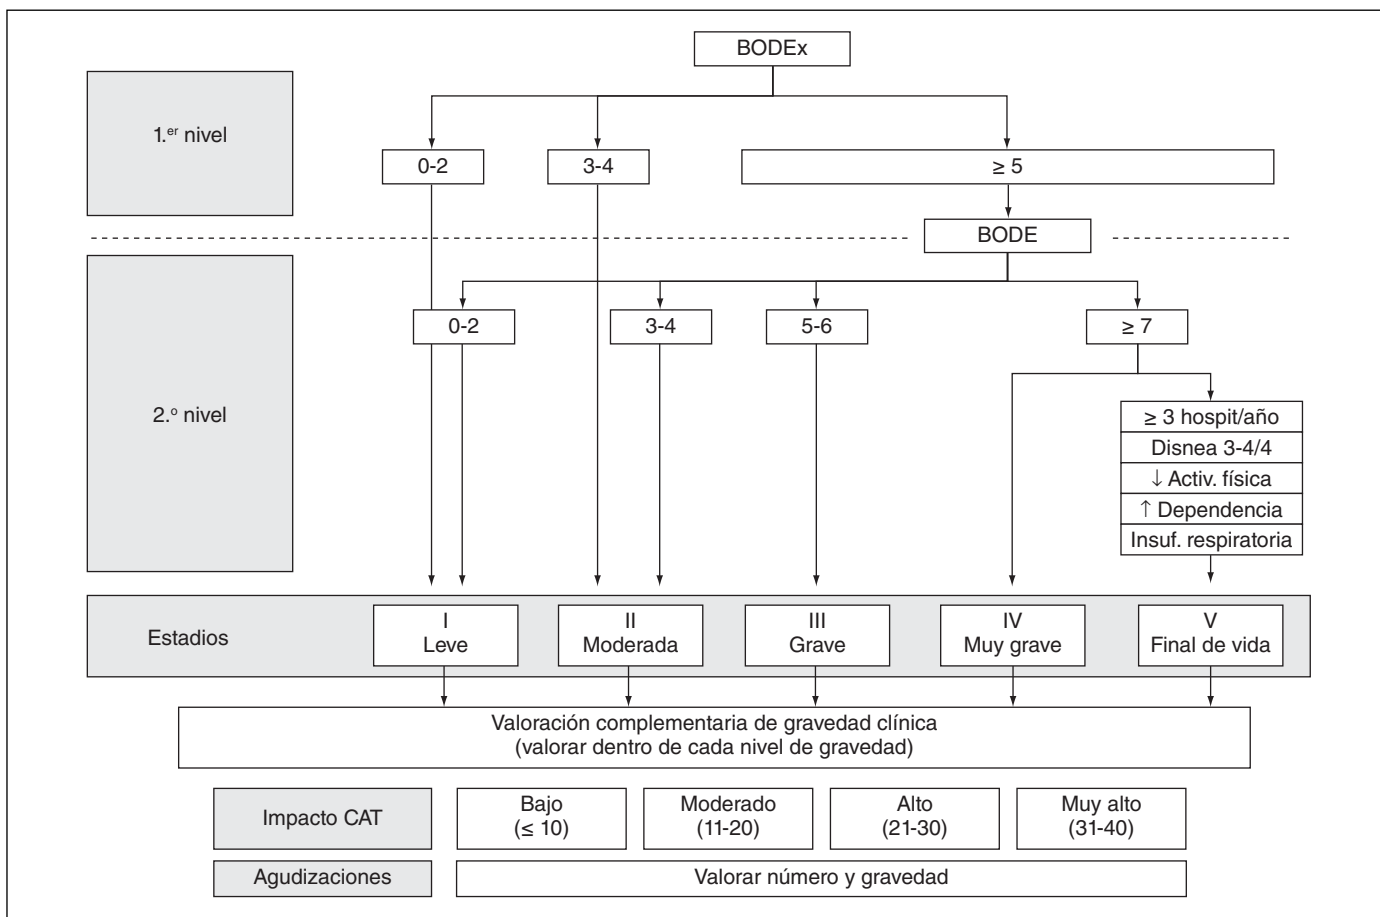 BODEx
1.er nivel
0-2
3-4
≥ 5
BODE
2.o nivel
0-2
3-4
5-6
≥ 7
≥ 3 hospit/año
Disnea 3-4/4
↓ Activ. física
↑ Dependencia
Insuf. respiratoria
Estadios
I
Leve
II
Moderada
III
Grave
IV
Muy grave
V
Final de vida
Valoración complementaria de gravedad clínica
(valorar dentro de cada nivel de gravedad)
Impacto CAT
Bajo
(≤ 10)
Moderado
(11-20)
Alto
(21-30)
Muy alto
(31-40)
Agudizaciones
Valorar número y gravedad